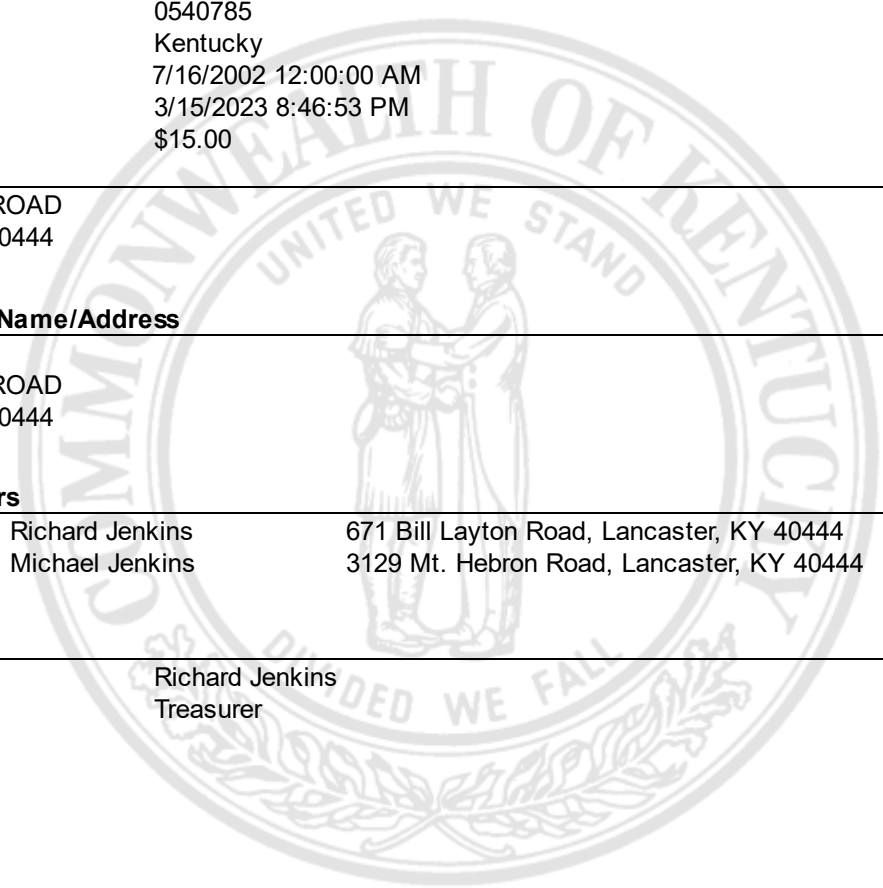 0540785
Kentucky
7/16/2002 12:00:00 AM
3/15/2023 8:46:53 PM
$15.00
ROAD
0444
Name/Address
ROAD
0444
rs
Richard Jenkins 671 Bill Layton Road, Lancaster, KY 40444
Michael Jenkins 3129 Mt. Hebron Road, Lancaster, KY 40444
Richard Jenkins
Treasurer
COMMONWEALTH OF KENTUCKY
UNITED WE STAND
DIVIDED WE FALL